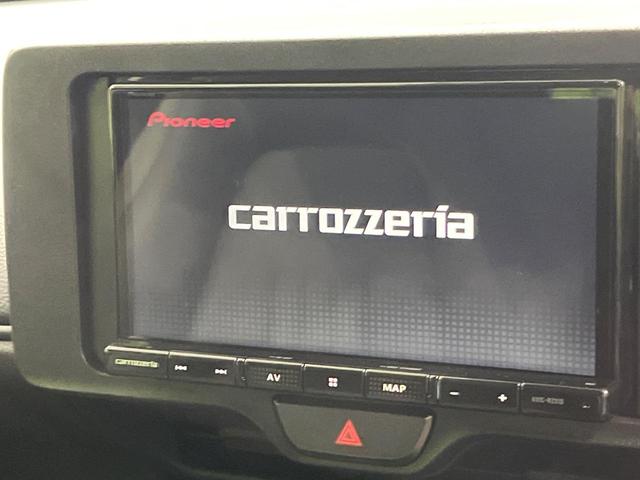 Pioneer
carrozzeria
carrozzeria
AV
MAP
- +